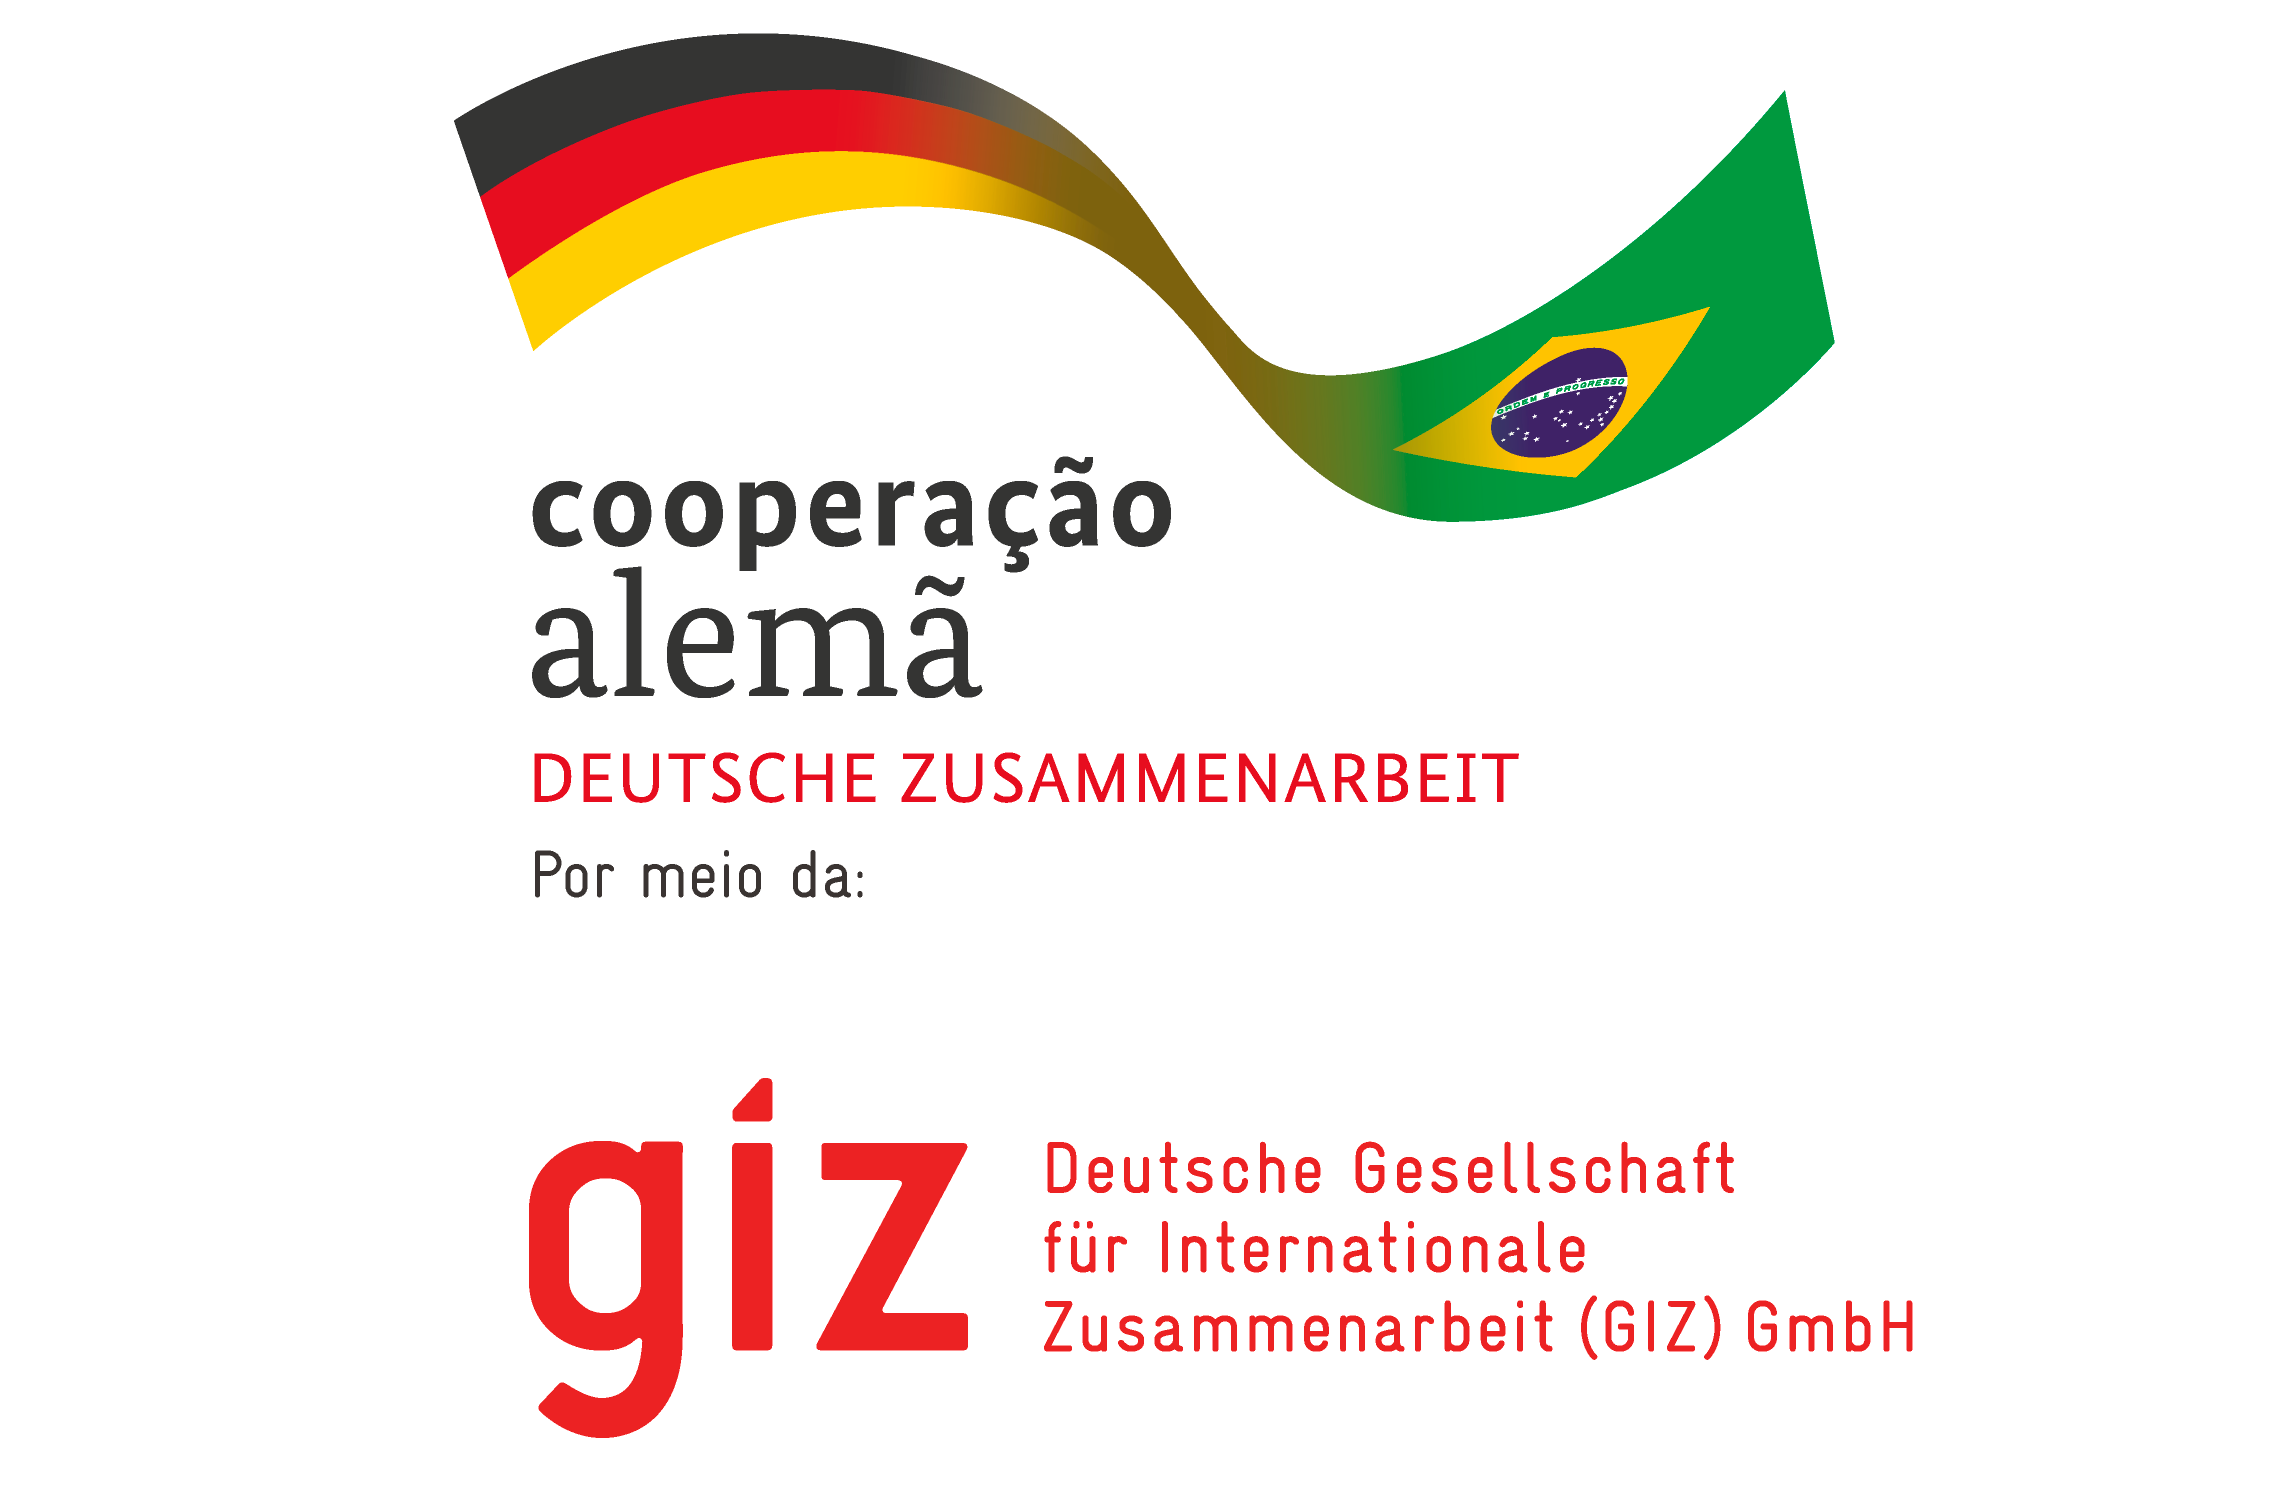 ORDEM E PROGRESSO
cooperação
alemã
DEUTSCHE ZUSAMMENARBEIT
Por meio da:
giz
Deutsche Gesellschaft
für Internationale
Zusammenarbeit (GIZ) GmbH